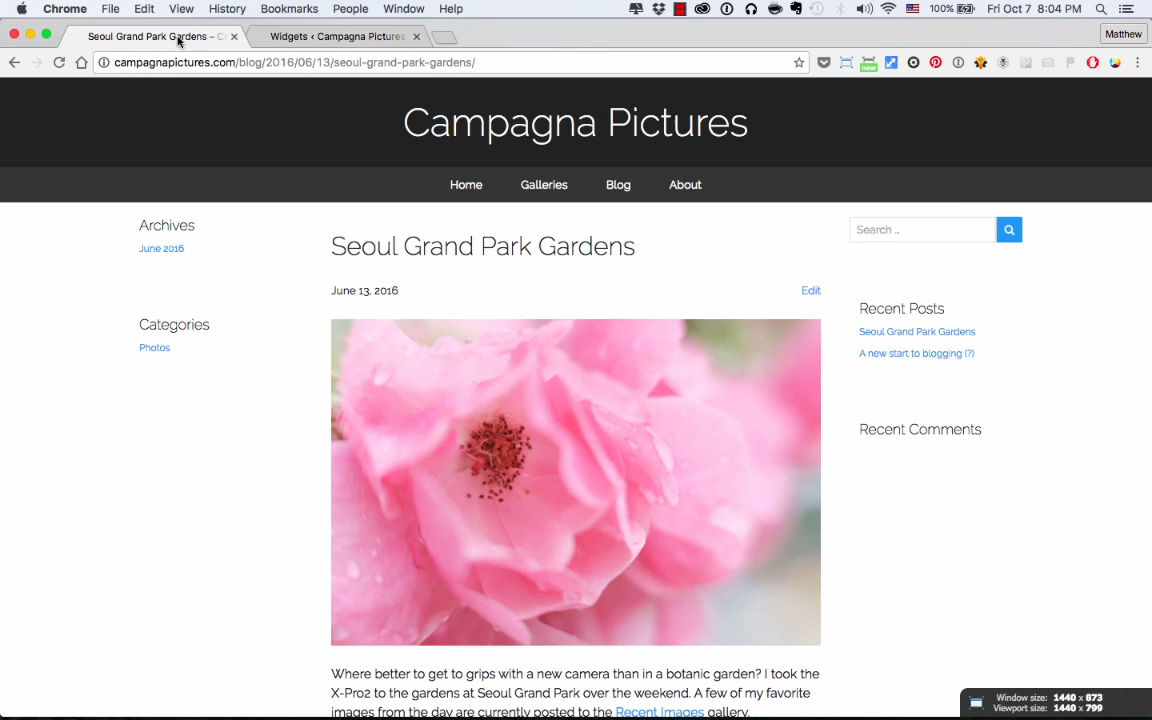 Chrome File Edit View History Bookmarks People Window Help 100% Fri Oct 7 8:04 PM
Seoul Grand Park Gardens – Widgets ‹ Campagna Pictures Matthew
campagnapictures.com/blog/2016/06/13/seoul-grand-park-gardens/
new
Campagna Pictures
Home Galleries Blog About
Archives
June 2016
Categories
Photos
Seoul Grand Park Gardens
June 13, 2016 Edit
Where better to get to grips with a new camera than in a botanic garden? I took the
X-Pro2 to the gardens at Seoul Grand Park over the weekend. A few of my favorite
images from the day are currently posted to the Recent Images gallery.
Search ..
Recent Posts
Seoul Grand Park Gardens
A new start to blogging (?)
Recent Comments
Window size: 1440 x 873
Viewport size: 1440 x 799